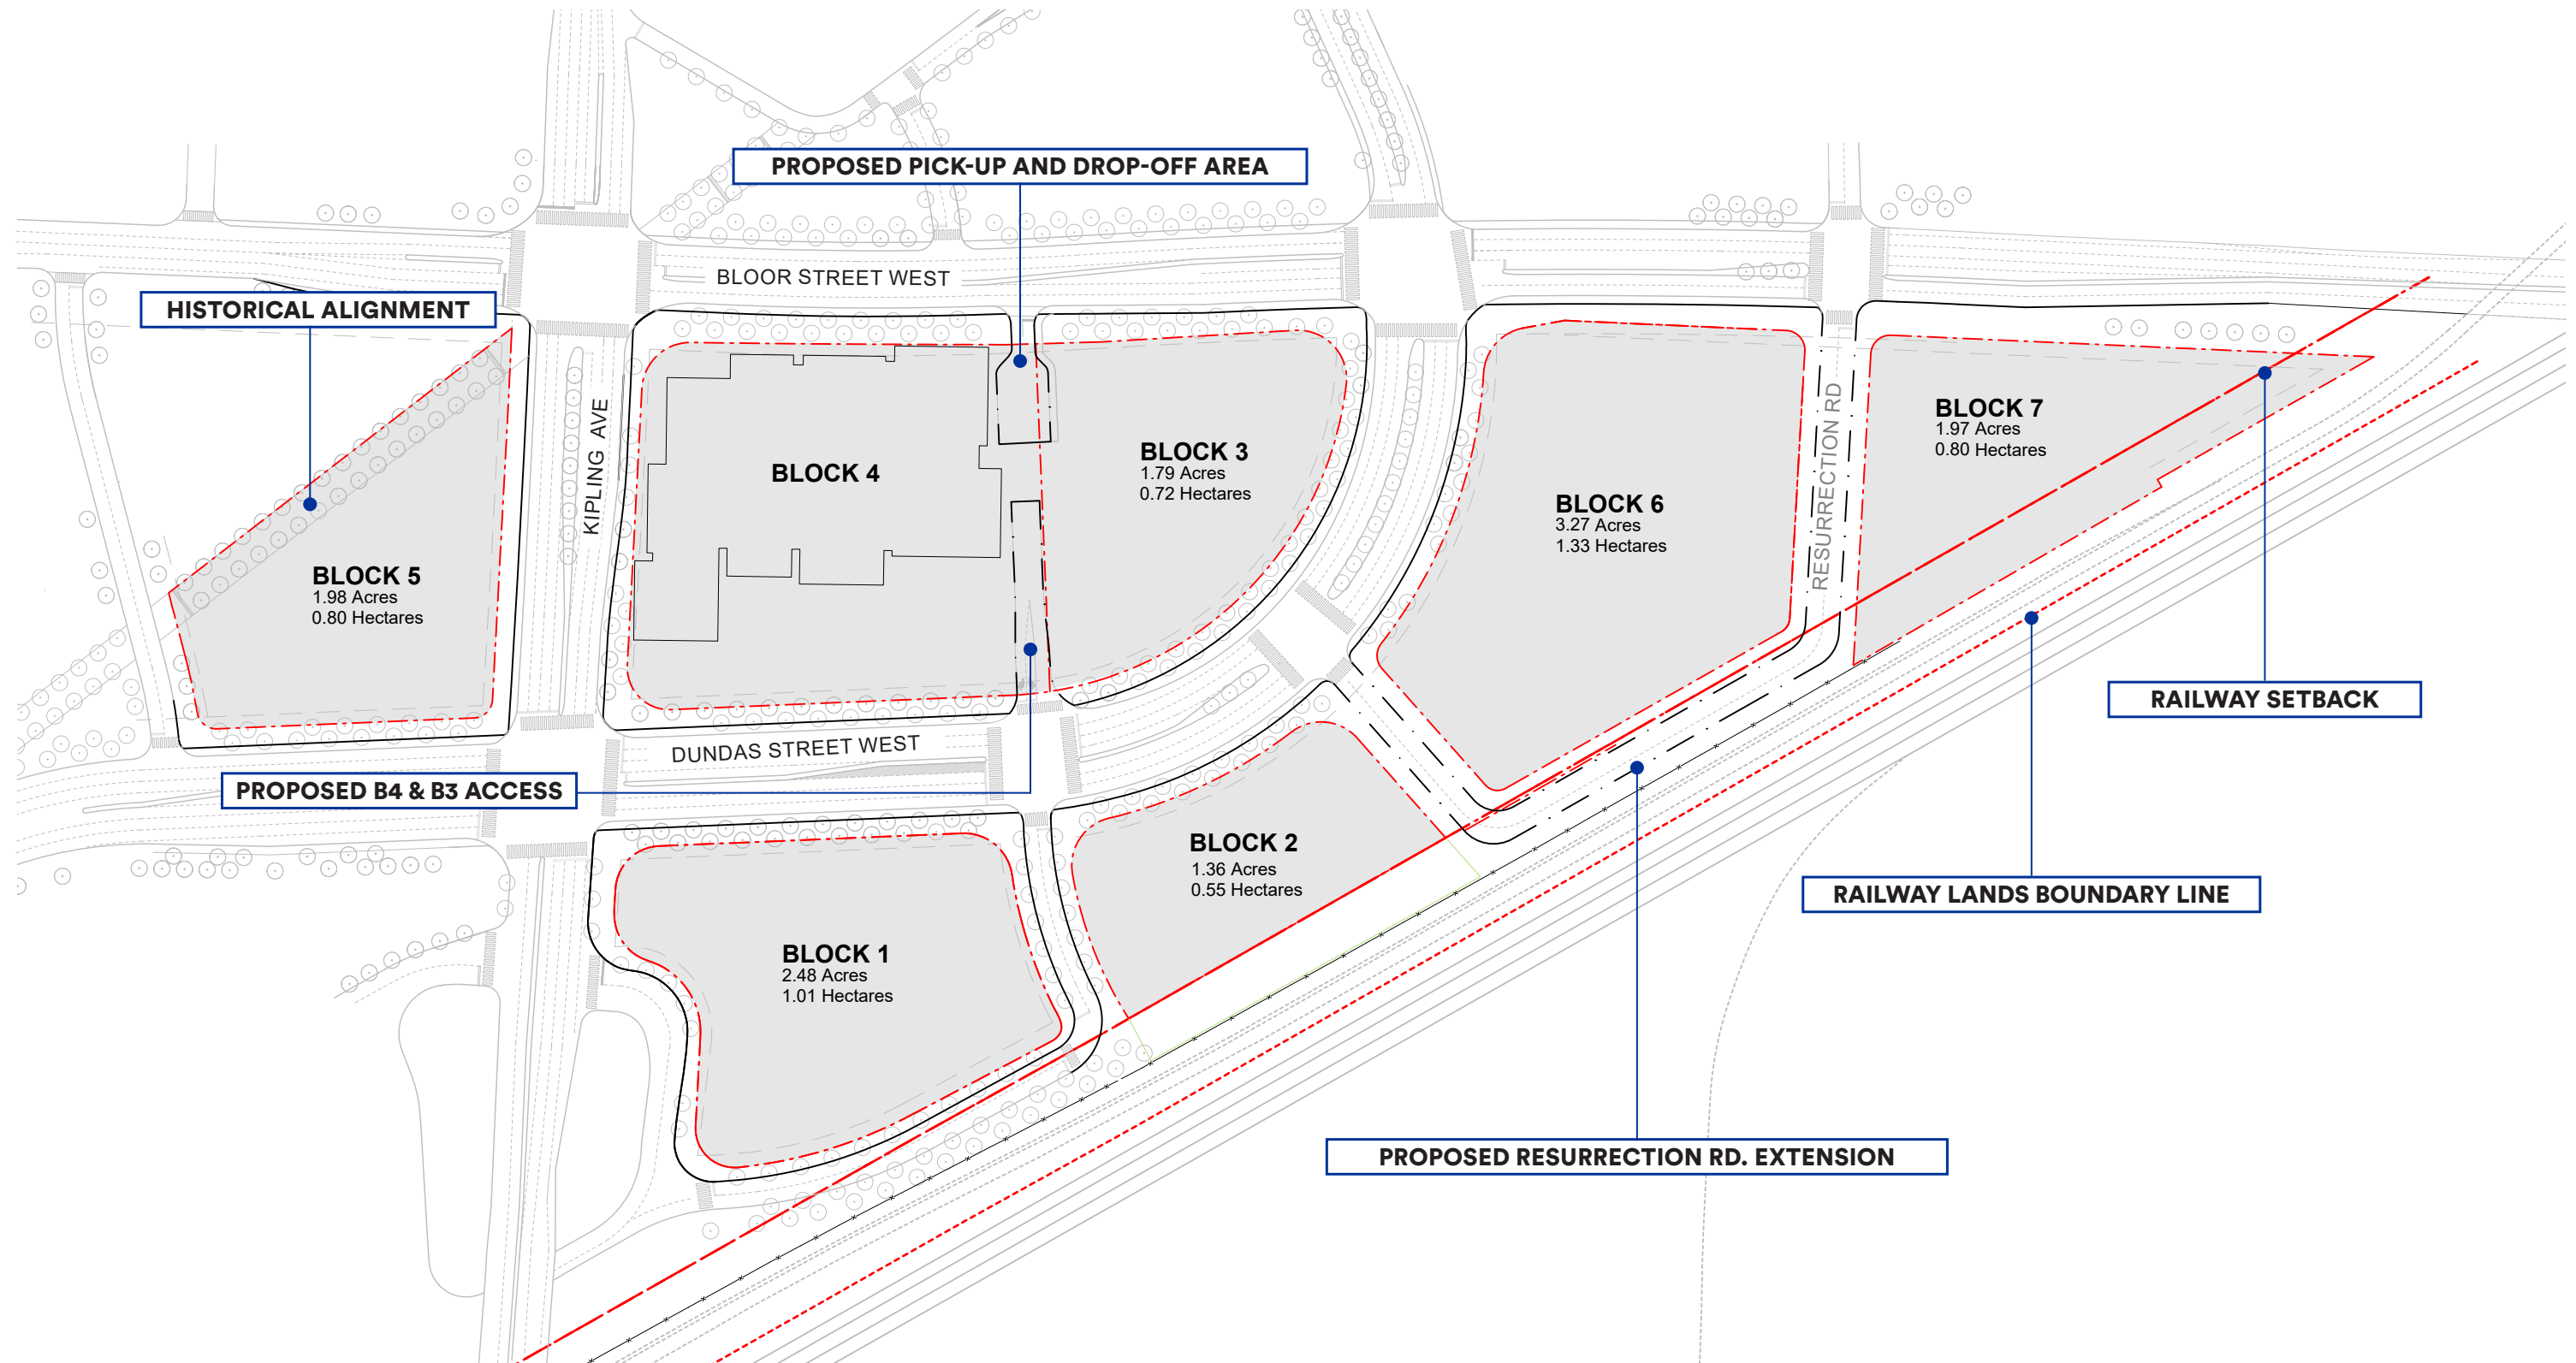 PROPOSED PICK-UP AND DROP-OFF AREA
BLOOR STREET WEST
HISTORICAL ALIGNMENT
KIPLING AVE
BLOCK 4
BLOCK 3
1.79 Acres
0.72 Hectares
BLOCK 6
3.27 Acres
1.33 Hectares
RESURRECTION RD
BLOCK 7
1.97 Acres
0.80 Hectares
BLOCK 5
1.98 Acres
0.80 Hectares
RAILWAY SETBACK
DUNDAS STREET WEST
PROPOSED B4 & B3 ACCESS
BLOCK 2
1.36 Acres
0.55 Hectares
RAILWAY LANDS BOUNDARY LINE
BLOCK 1
2.48 Acres
1.01 Hectares
PROPOSED RESURRECTION RD. EXTENSION